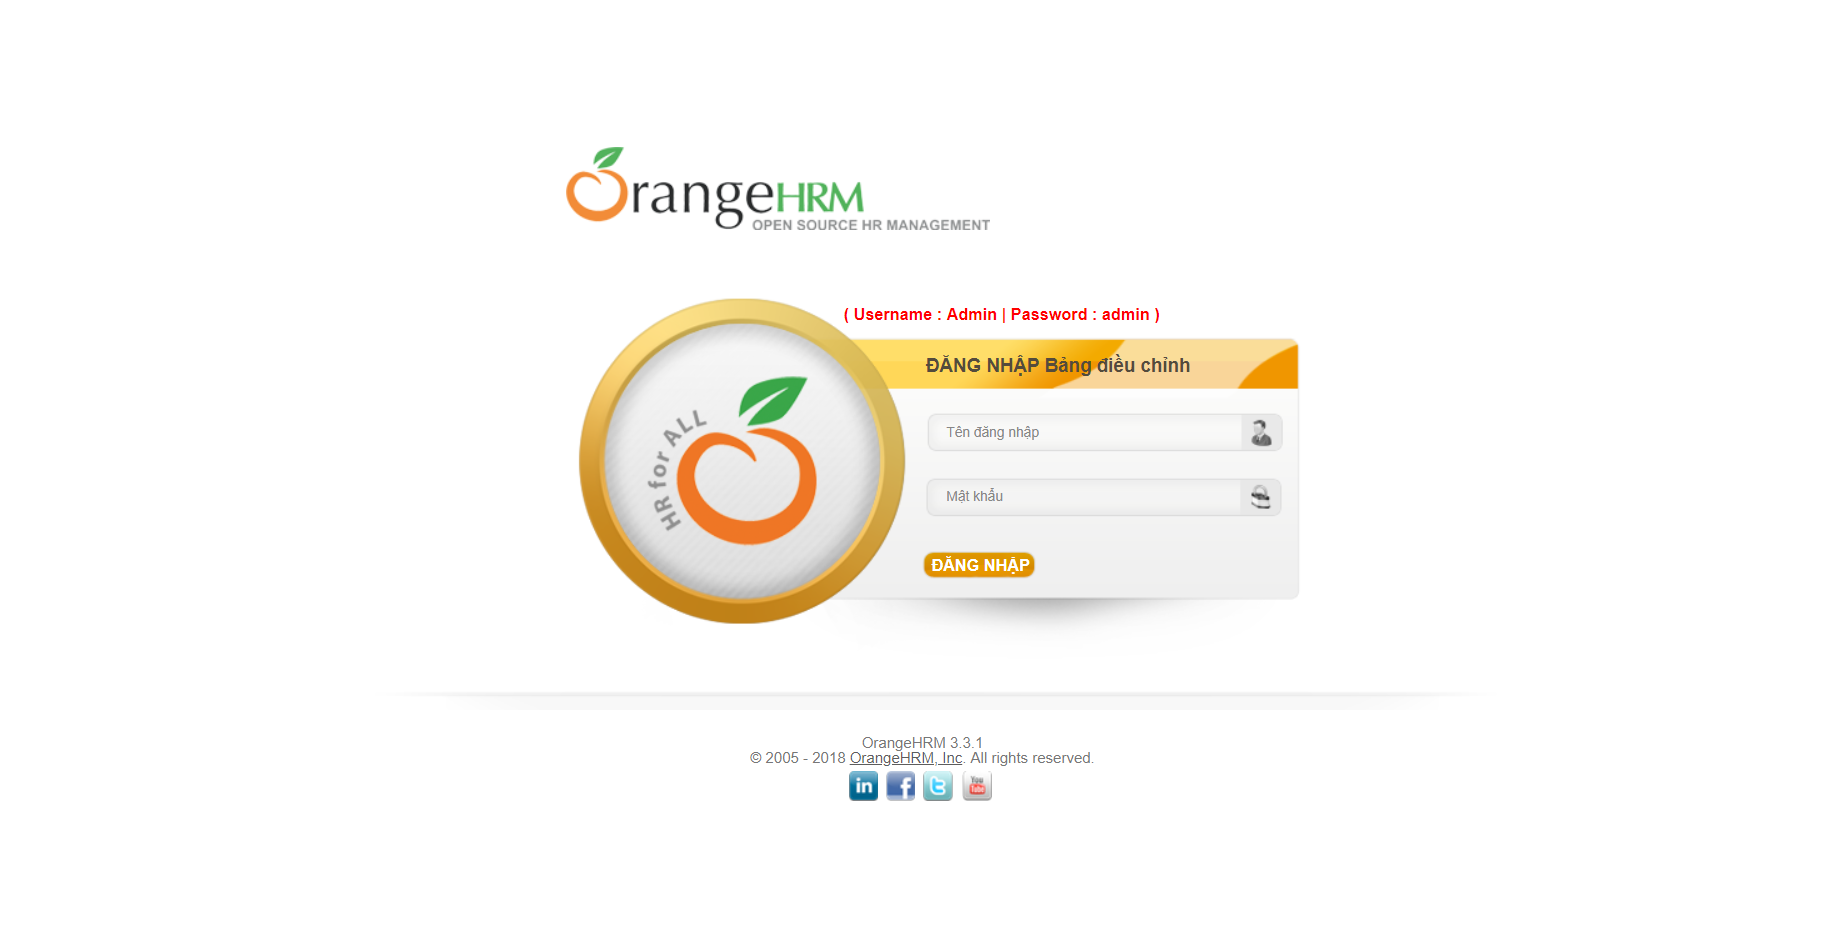 OrangeHRM
OPEN SOURCE HR MANAGEMENT
( Username : Admin | Password : admin )
ĐĂNG NHẬP Bảng điều chỉnh
HR for ALL
Tên đăng nhập
Mật khẩu
ĐĂNG NHẬP
OrangeHRM 3.3.1
© 2005 - 2018 OrangeHRM, Inc. All rights reserved.
in f t You Tube